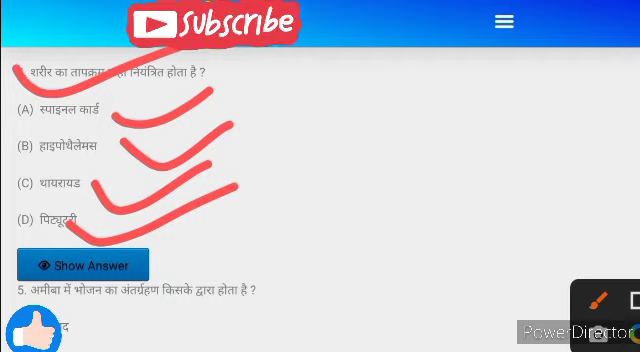 Subscribe
शरीर का तापक्रम नियंत्रित होता है ?
(A) स्पाइनल कार्ड
(B) हाइपोथैलेमस
(C) थायरायड
(D) पिट्यूटरी
Show Answer
5. अमीबा में भोजन का अंतर्ग्रहण किसके द्वारा होता है ?
PowerDirector